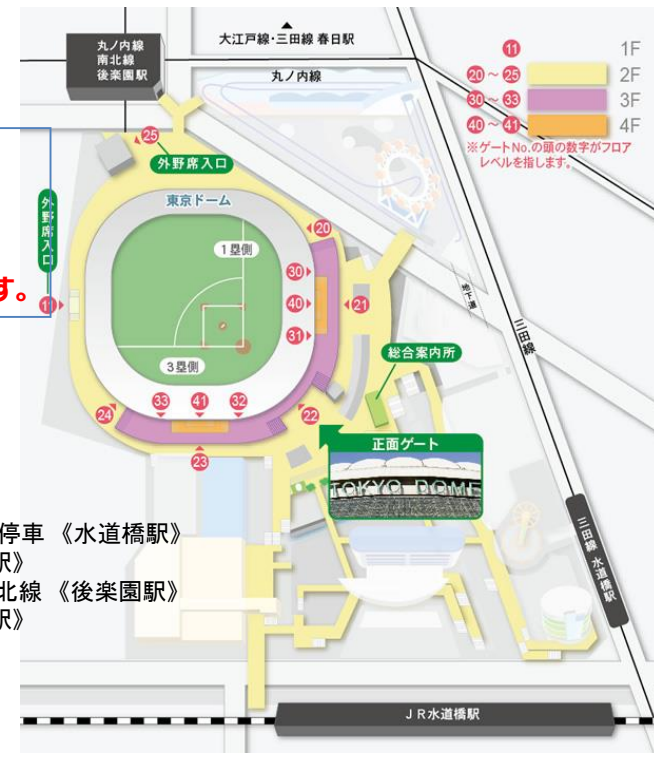 大江戸線・三田線 春日駅
丸ノ内線
南北線
後楽園駅
丸ノ内線
11 1F
20～25 2F
30～33 3F
40～41 4F
※ゲートNo.の頭の数字がフロア
レベルを指します。
25
外野席入口
東京ドーム
外野席入口
20
1塁側
30
す。
11
40
21
地下道
31
三田線
総合案内所
3塁側
33
41
32
24
22
23
正面ゲート
TOKYO DOME
停車 《水道橋駅》
駅》
北線 《後楽園駅》
駅》
三田線 水道橋駅
JR水道橋駅